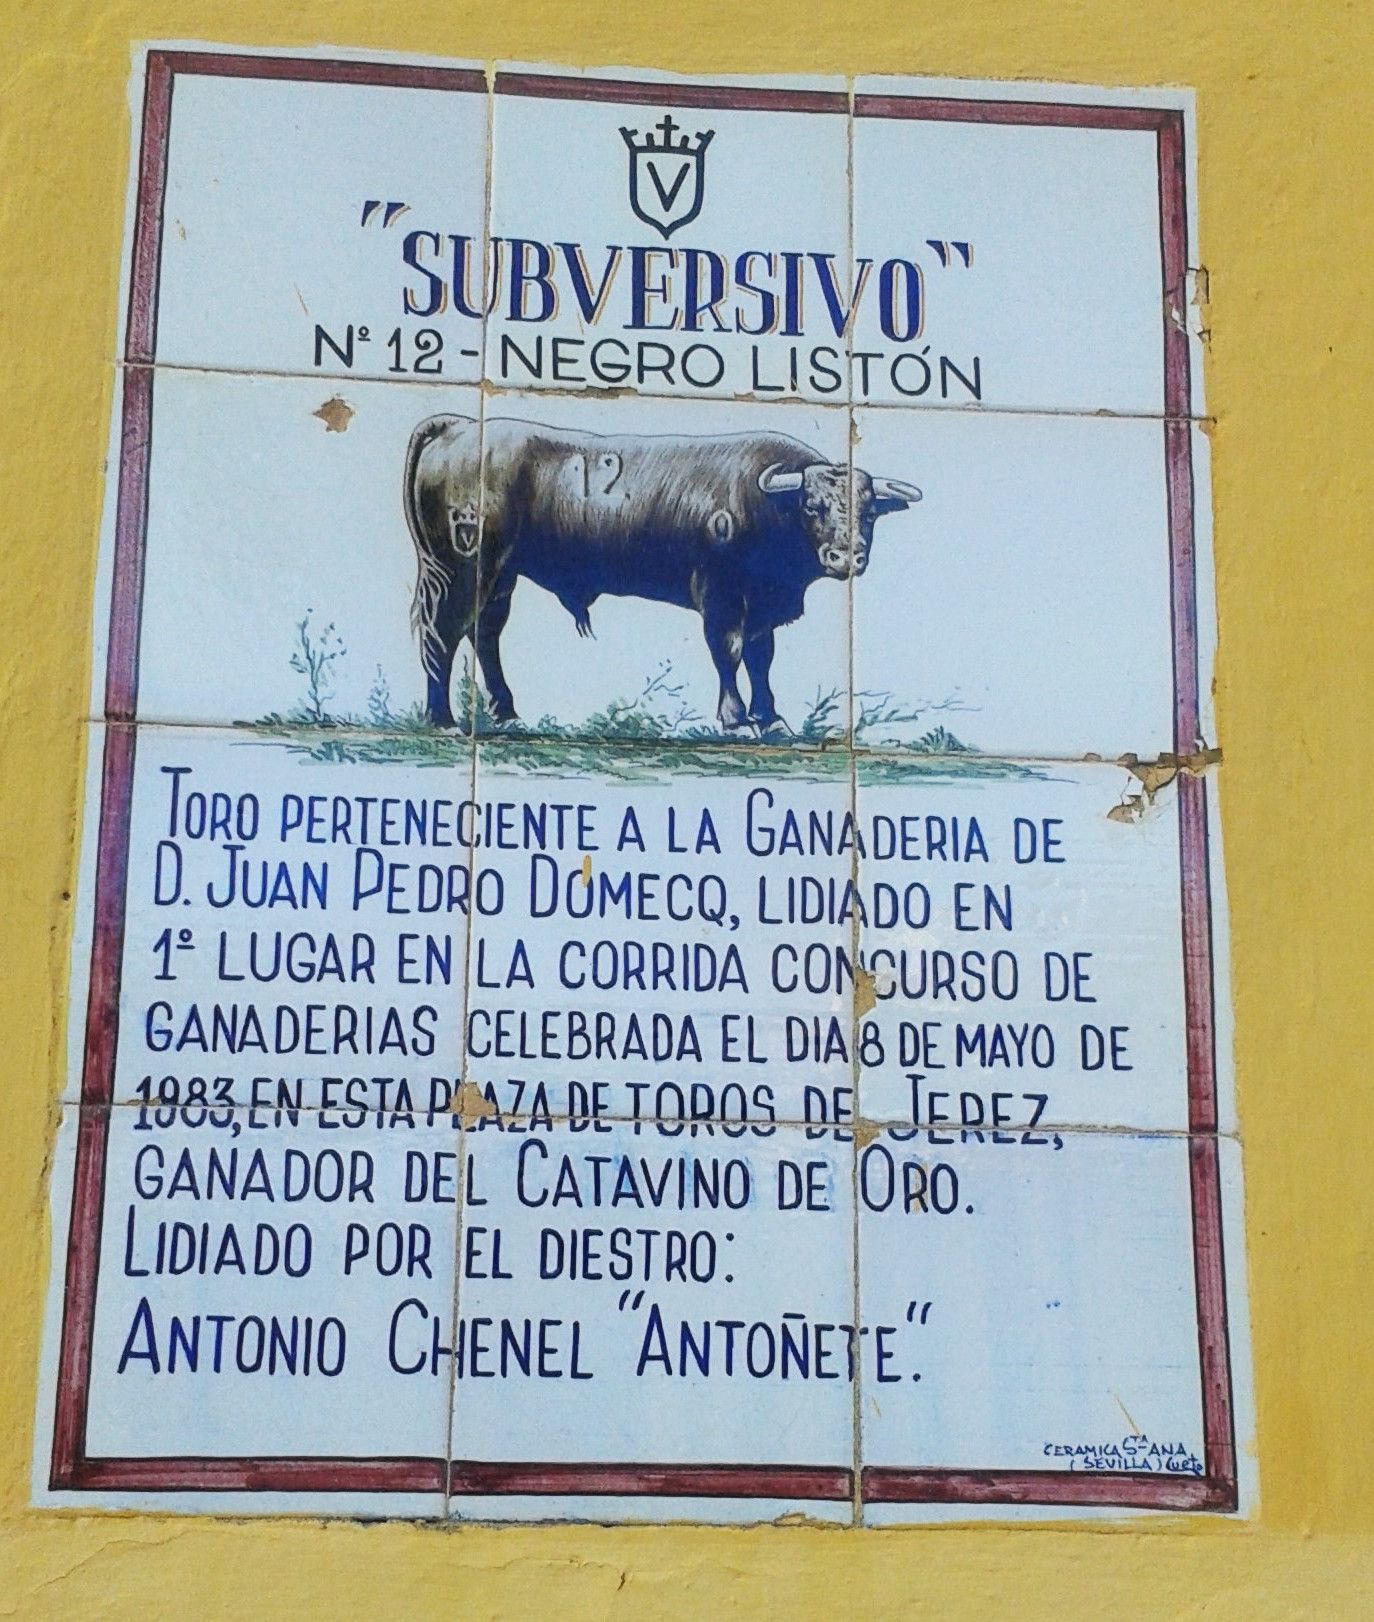 V
"SUBVERSIVO"
Nº 12 - NEGRO LISTÓN
12
0
V
TORO PERTENECIENTE A LA GANADERIA DE
D. JUAN PEDRO DOMECQ, LIDIADO EN
1º LUGAR EN LA CORRIDA CONCURSO DE
GANADERIAS CELEBRADA EL DIA 8 DE MAYO DE
1983, EN ESTA PLAZA DE TOROS DE JEREZ,
GANADOR DEL CATAVINO DE ORO.
LIDIADO POR EL DIESTRO:
ANTONIO CHENEL "ANTOÑETE".
CERAMICA STA ANA
(SEVILLA) Cueto